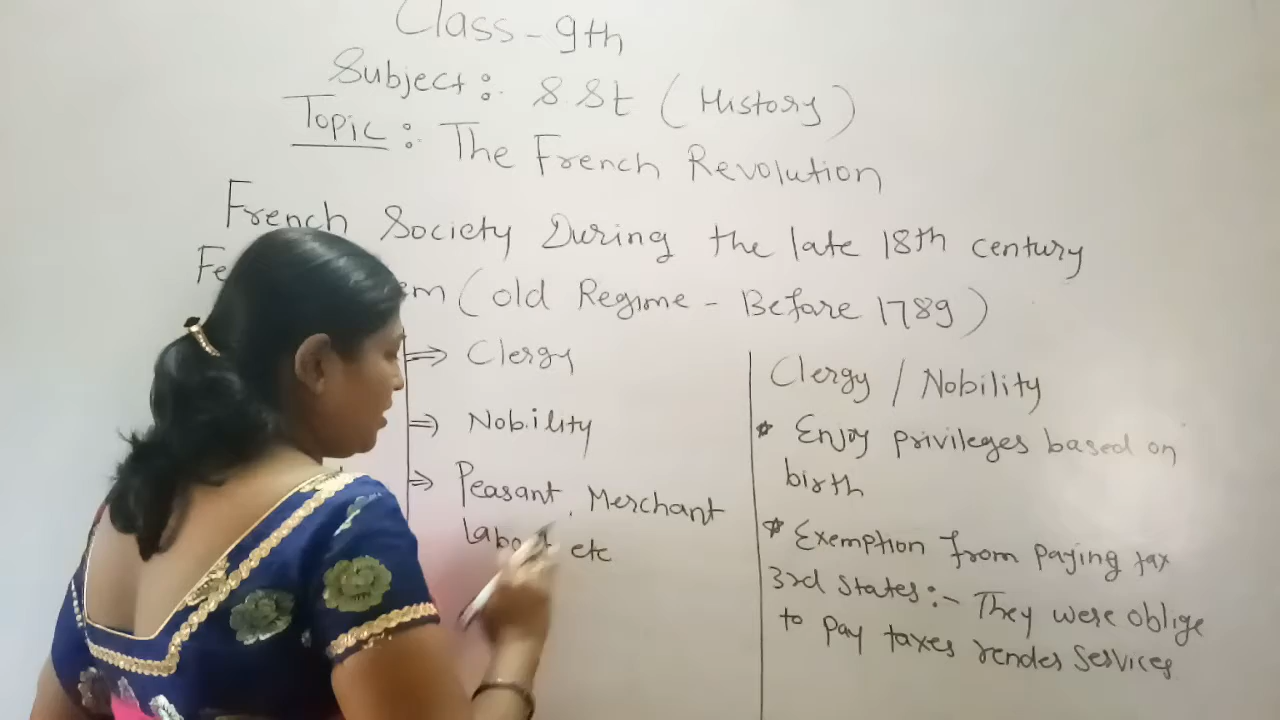 Class - 9th
Subject : S.St (History)
Topic : The French Revolution
French Society During the late 18th century
Fe em (old Regime - Before 1789)
⇒ Clergy
⇒ Nobility
⇒ Peasant, Merchant
Labour etc
Clergy / Nobility
* Enjoy privileges based on
birth
* Exemption from paying tax
3rd States :- They were oblige
to pay taxes render services